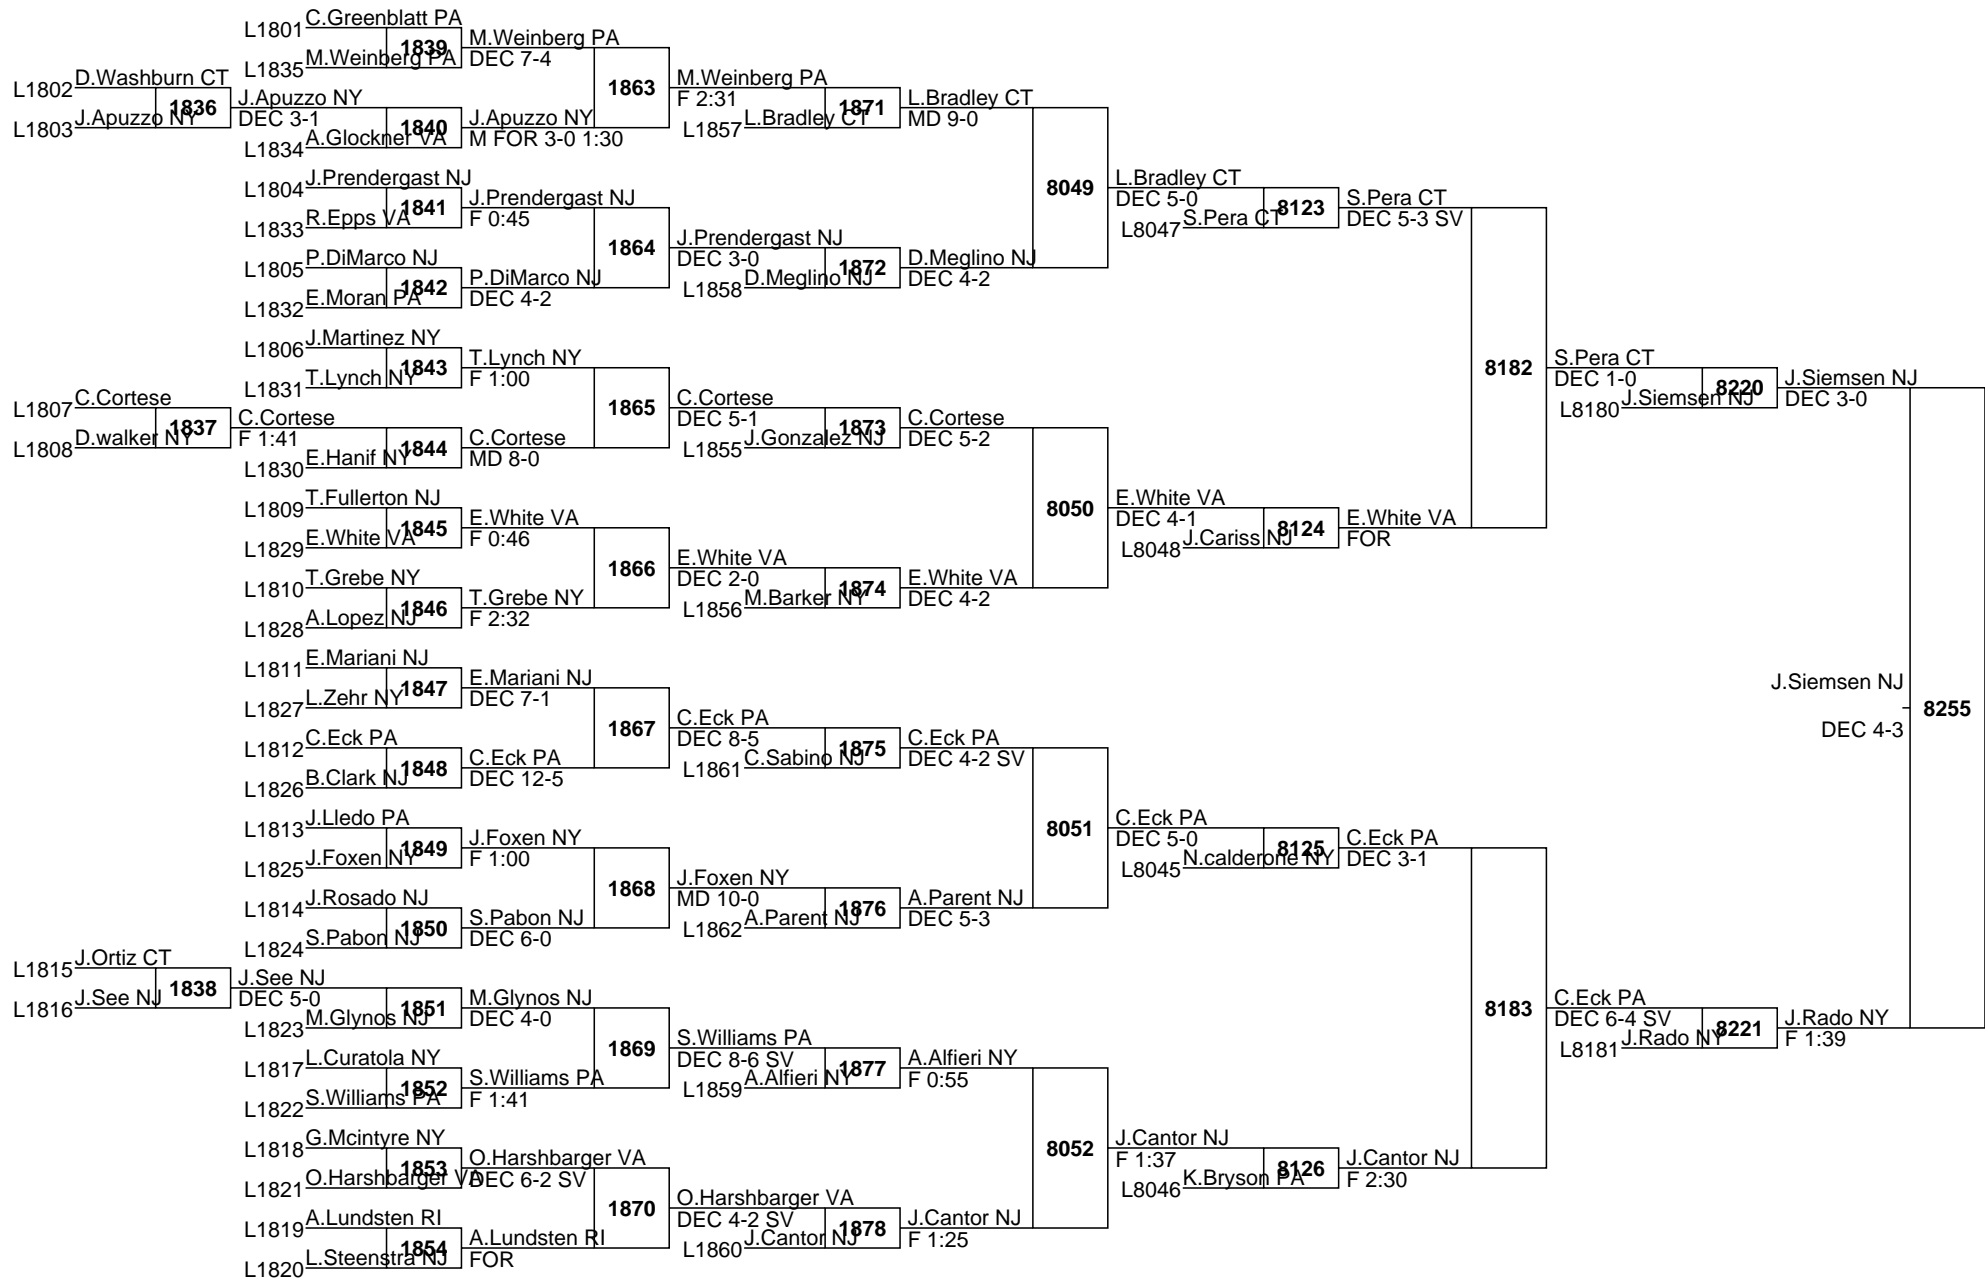 L1801 C.Greenblatt PA
1839 M.Weinberg PA
L1835 M.Weinberg PA DEC 7-4
L1802 D.Washburn CT
1863 M.Weinberg PA
F 2:31
1836 J.Apuzzo NY
DEC 3-1
L1803 J.Apuzzo NY
1840 J.Apuzzo NY
M FOR 3-0 1:30
L1834 A.Glockner VA
L1857 L.Bradley CT
1871 L.Bradley CT
MD 9-0
L1804 J.Prendergast NJ
1841 J.Prendergast NJ
F 0:45
L1833 R.Epps VA
8049 L.Bradley CT
DEC 5-0
L8047 S.Pera CT
8123 S.Pera CT
DEC 5-3 SV
1864 J.Prendergast NJ
DEC 3-0
L1805 P.DiMarco NJ
1842 P.DiMarco NJ
DEC 4-2
L1832 E.Moran PA
L1858 D.Meglino NJ
1872 D.Meglino NJ
DEC 4-2
L1806 J.Martinez NY
1843 T.Lynch NY
F 1:00
L1831 T.Lynch NY
8182 S.Pera CT
DEC 1-0
L8180 J.Siemsen NJ
8220 J.Siemsen NJ
DEC 3-0
L1807 C.Cortese
1837 C.Cortese
F 1:41
L1808 D.walker NY
1865 C.Cortese
DEC 5-1
L1855 J.Gonzalez NJ
1873 C.Cortese
DEC 5-2
1844 C.Cortese
MD 8-0
L1830 E.Hanif NY
L1809 T.Fullerton NJ
1845 E.White VA
F 0:46
L1829 E.White VA
8050 E.White VA
DEC 4-1
L8048 J.Cariss NJ
8124 E.White VA
FOR
1866 E.White VA
DEC 2-0
L1856 M.Barker NY
1874 E.White VA
DEC 4-2
L1810 T.Grebe NY
1846 T.Grebe NY
F 2:32
L1828 A.Lopez NJ
L1811 E.Mariani NJ
1847 E.Mariani NJ
DEC 7-1
L1827 L.Zehr NY
J.Siemsen NJ
8255
DEC 4-3
1867 C.Eck PA
DEC 8-5
L1861 C.Sabino NJ
1875 C.Eck PA
DEC 4-2 SV
L1812 C.Eck PA
1848 C.Eck PA
DEC 12-5
L1826 B.Clark NJ
L1813 J.Lledo PA
1849 J.Foxen NY
F 1:00
L1825 J.Foxen NY
8051 C.Eck PA
DEC 5-0
L8045 N.calderone NY
8125 C.Eck PA
DEC 3-1
1868 J.Foxen NY
MD 10-0
L1862 A.Parent NJ
1876 A.Parent NJ
DEC 5-3
L1814 J.Rosado NJ
1850 S.Pabon NJ
DEC 6-0
L1824 S.Pabon NJ
L1815 J.Ortiz CT
1838 J.See NJ
DEC 5-0
L1816 J.See NJ
1851 M.Glynos NJ
DEC 4-0
L1823 M.Glynos NJ
8183 C.Eck PA
DEC 6-4 SV
L8181 J.Rado NY
8221 J.Rado NY
F 1:39
1869 S.Williams PA
DEC 8-6 SV
L1859 A.Alfieri NY
1877 A.Alfieri NY
F 0:55
L1817 L.Curatola NY
1852 S.Williams PA
F 1:41
L1822 S.Williams PA
L1818 G.Mcintyre NY
1853 O.Harshbarger VA
DEC 6-2 SV
L1821 O.Harshbarger VA
8052 J.Cantor NJ
F 1:37
L8046 K.Bryson PA
8126 J.Cantor NJ
F 2:30
1870 O.Harshbarger VA
DEC 4-2 SV
L1860 J.Cantor NJ
1878 J.Cantor NJ
F 1:25
L1819 A.Lundsten RI
1854 A.Lundsten RI
FOR
L1820 L.Steenstra NJ